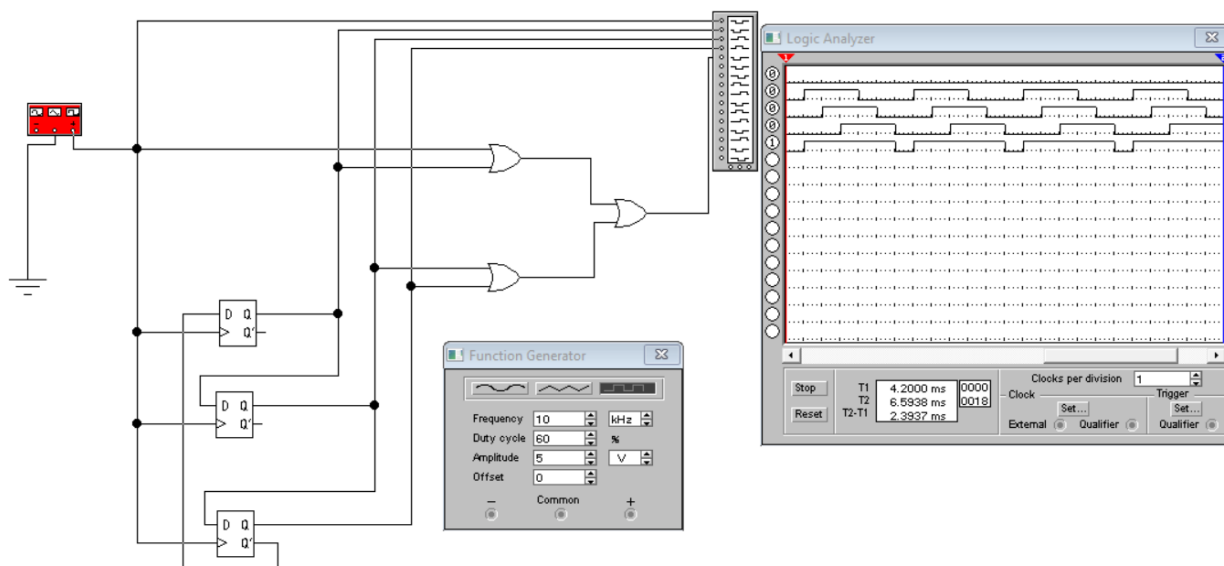 Logic Analyzer
0
0
0
0
1
D Q
Q'
D Q
Q'
D Q
Q'
Function Generator
Frequency 10 kHz
Duty cycle 60 %
Amplitude 5 V
Offset 0
− Common +
Clocks per division 1
Stop
Reset
T1 4.2000 ms 0000
T2 6.5938 ms 0018
T2-T1 2.3937 ms
Clock
Set...
External Qualifier
Trigger
Set...
Qualifier